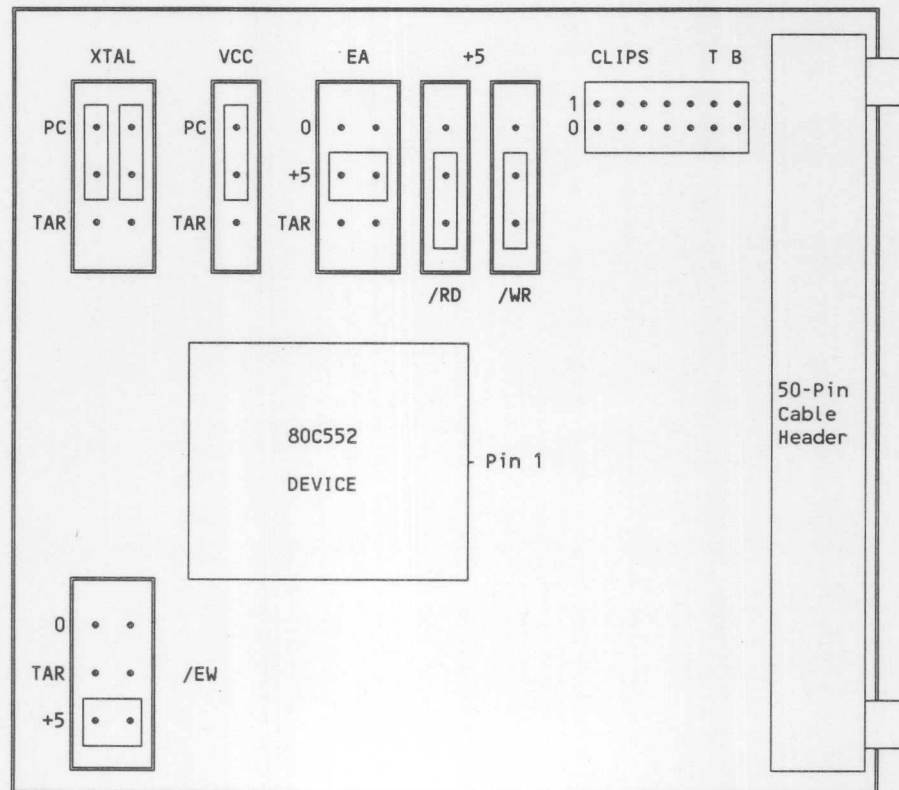 XTAL VCC EA +5 CLIPS T B
1
PC PC 0 0
+5
TAR TAR TAR
/RD /WR
50-Pin
Cable
Header
80C552
Pin 1
DEVICE
0
TAR /EW
+5